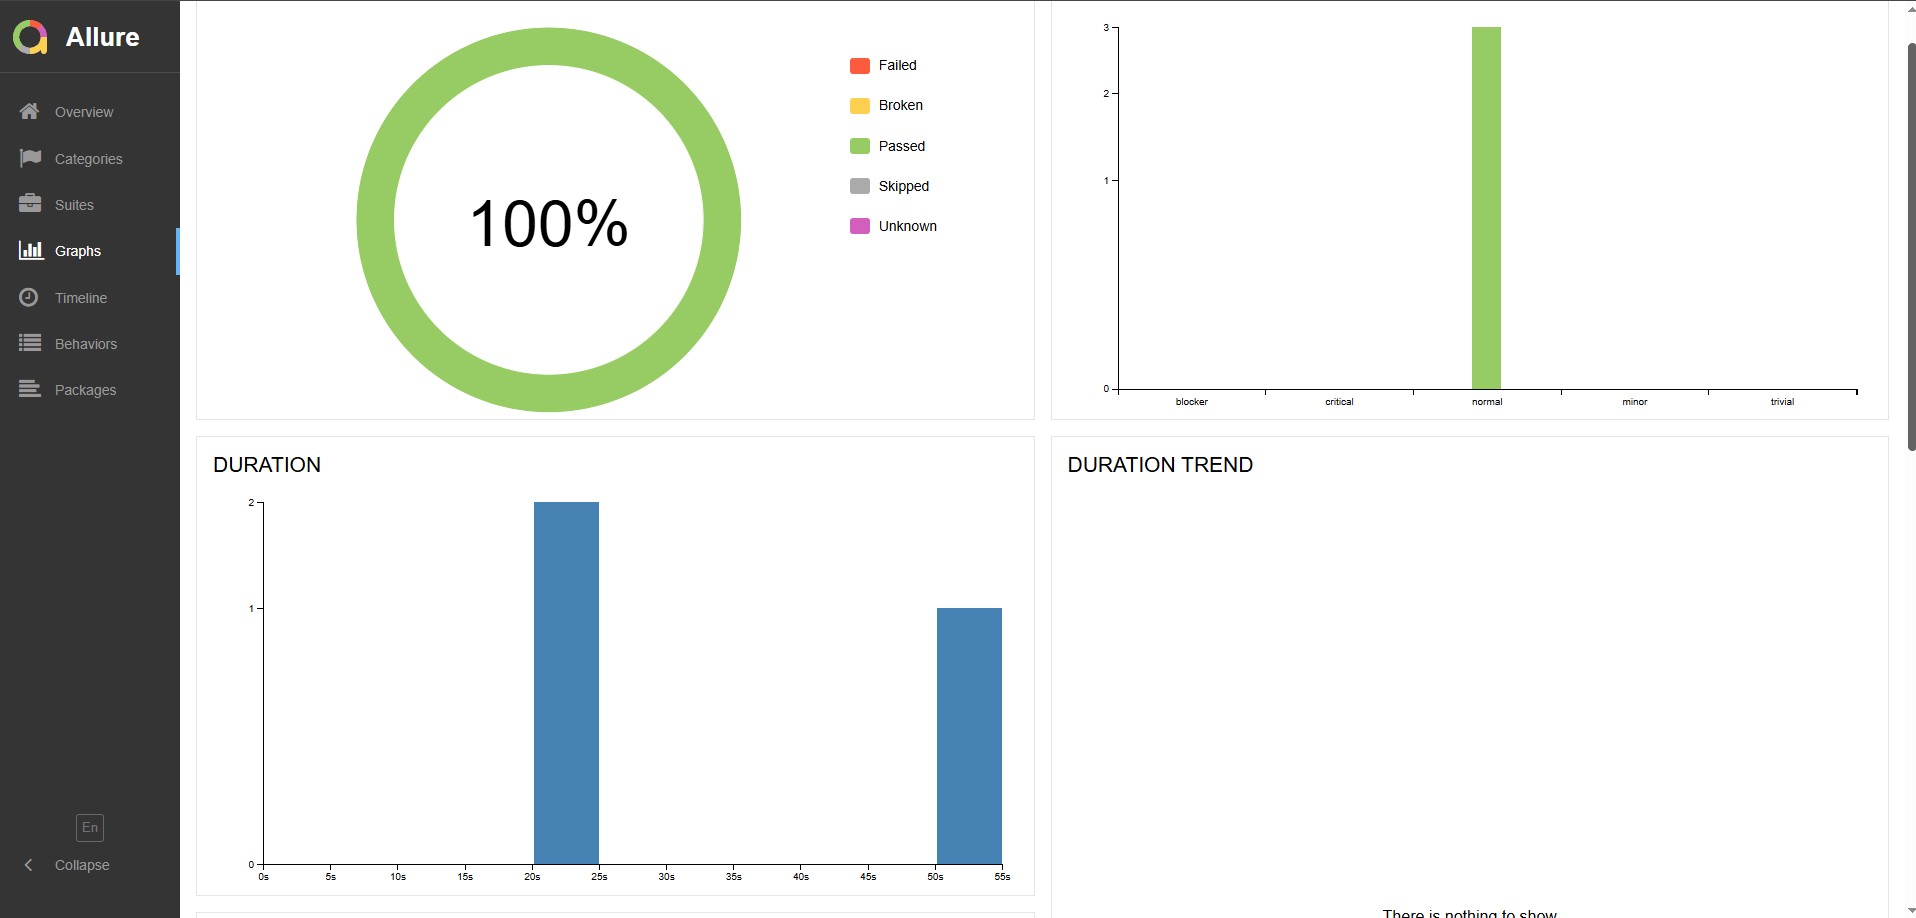 Allure
Overview
Categories
Suites
Graphs
Timeline
Behaviors
Packages
En
Collapse
100%
Failed
Broken
Passed
Skipped
Unknown
3
2
1
0
blocker critical normal minor trivial
DURATION
2
1
0
0s 5s 10s 15s 20s 25s 30s 35s 40s 45s 50s 55s
DURATION TREND
There is nothing to show